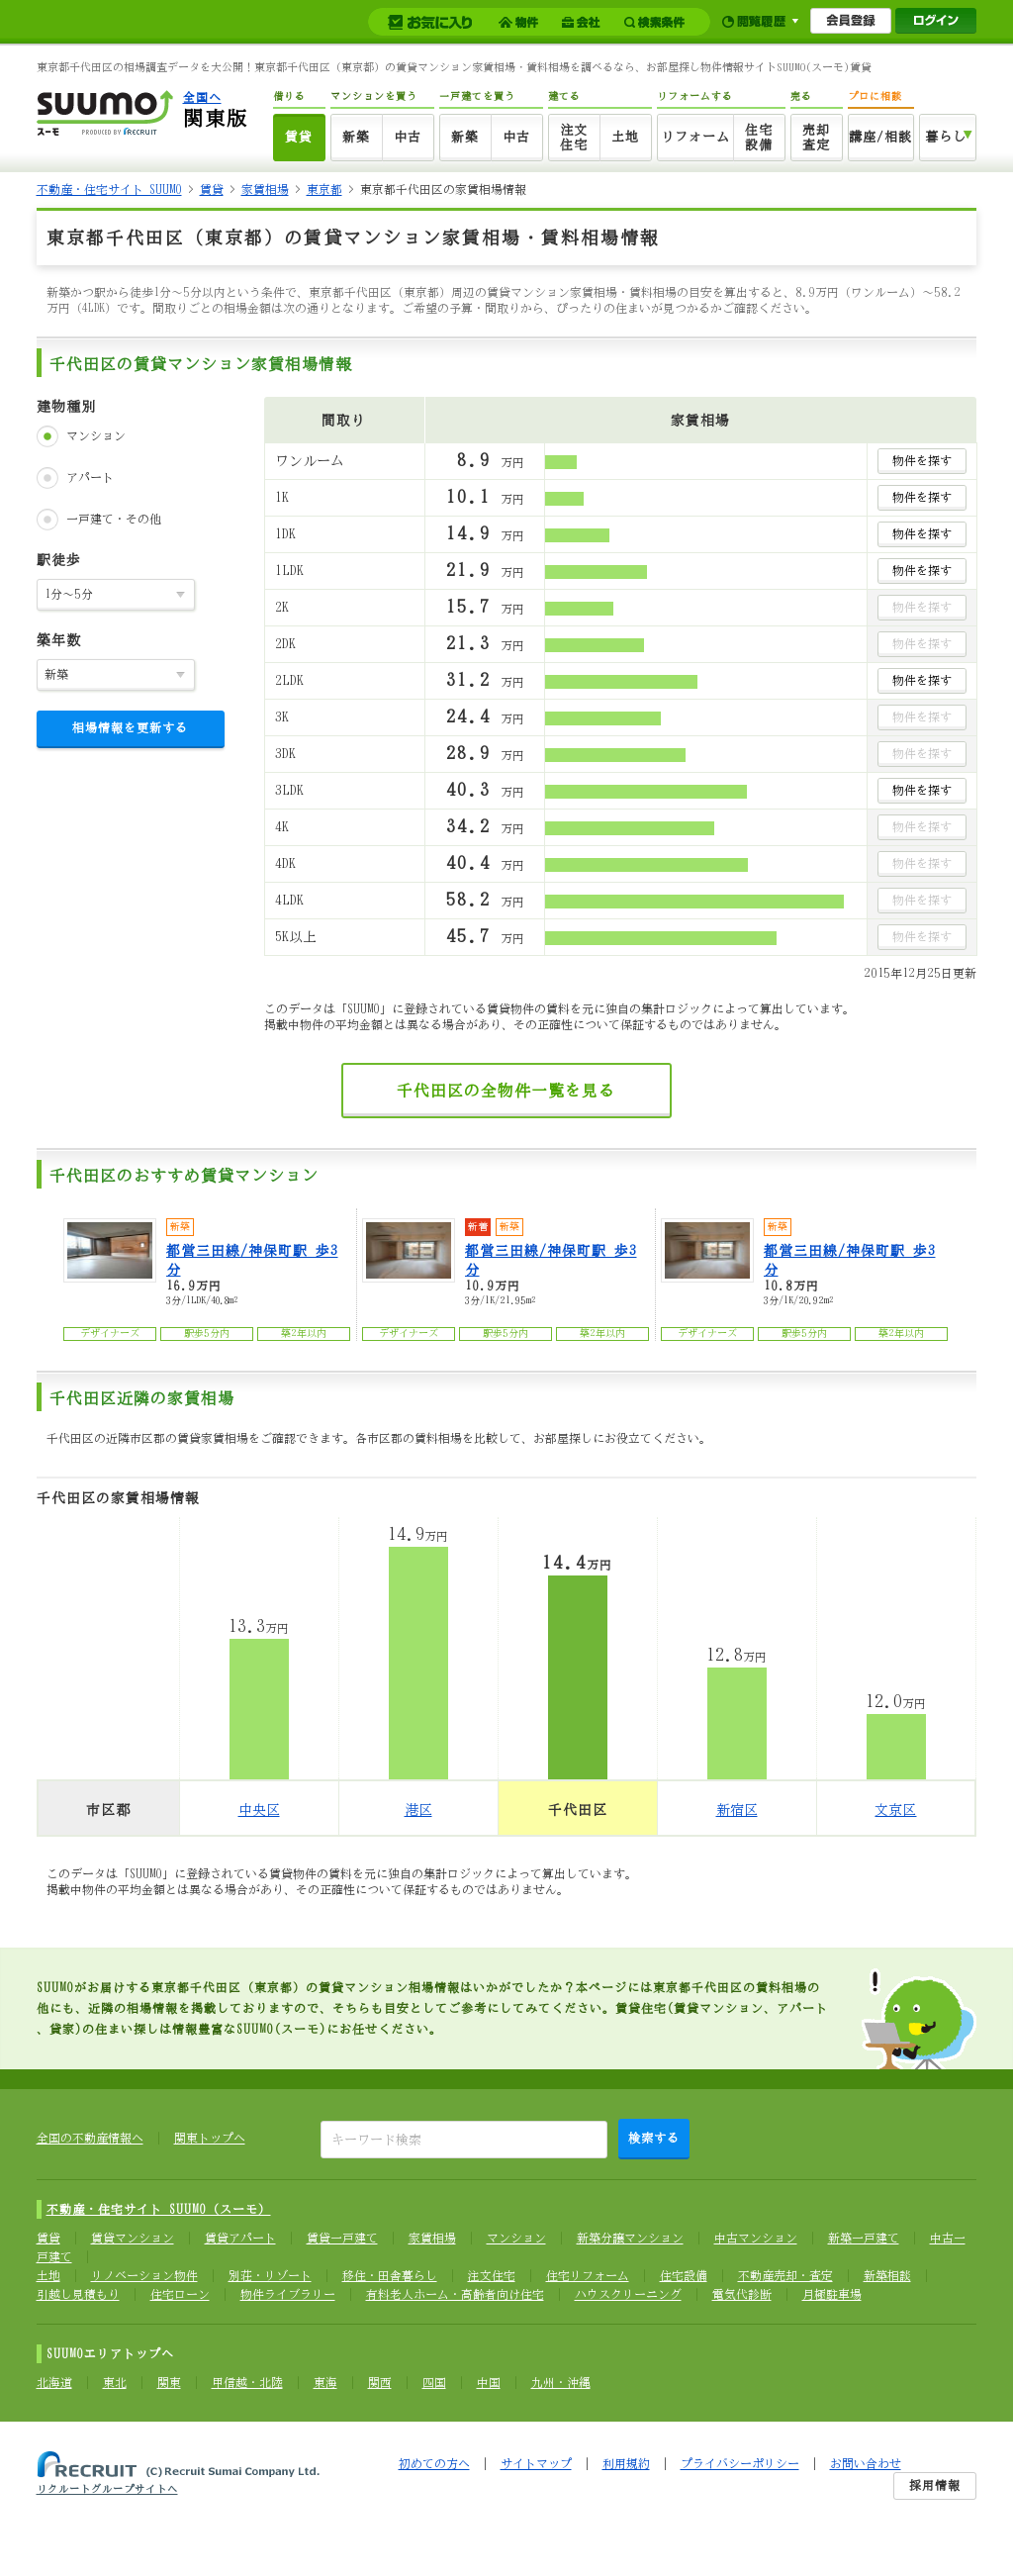 お気に入り 物件 会社 検索条件 閲覧履歴 会員登録 ログイン
東京都千代田区の相場調査データを大公開！東京都千代田区（東京都）の賃貸マンション家賃相場・賃料相場を調べるなら、お部屋探し物件情報サイトSUUMO(スーモ)賃貸
SUUMO
スーモ PRODUCED BY RECRUIT
全国へ
関東版
借りる マンションを買う 一戸建てを買う 建てる リフォームする 売る プロに相談
賃貸 新築 中古 新築 中古 注文住宅 土地 リフォーム 住宅設備 売却査定 講座/相談 暮らし
不動産・住宅サイト SUUMO > 賃貸 > 家賃相場 > 東京都 > 東京都千代田区の家賃相場情報
東京都千代田区（東京都）の賃貸マンション家賃相場・賃料相場情報
新築かつ駅から徒歩1分～5分以内という条件で、東京都千代田区（東京都）周辺の賃貸マンション家賃相場・賃料相場の目安を算出すると、8.9万円（ワンルーム）～58.2
万円（4LDK）です。間取りごとの相場金額は次の通りとなります。ご希望の予算・間取りから、ぴったりの住まいが見つかるかご確認ください。
千代田区の賃貸マンション家賃相場情報
建物種別
マンション
アパート
一戸建て・その他
駅徒歩
1分～5分
築年数
新築
相場情報を更新する
間取り 家賃相場
ワンルーム 8.9 万円 物件を探す
1K 10.1 万円 物件を探す
1DK 14.9 万円 物件を探す
1LDK 21.9 万円 物件を探す
2K 15.7 万円 物件を探す
2DK 21.3 万円 物件を探す
2LDK 31.2 万円 物件を探す
3K 24.4 万円 物件を探す
3DK 28.9 万円 物件を探す
3LDK 40.3 万円 物件を探す
4K 34.2 万円 物件を探す
4DK 40.4 万円 物件を探す
4LDK 58.2 万円 物件を探す
5K以上 45.7 万円 物件を探す
2015年12月25日更新
このデータは「SUUMO」に登録されている賃貸物件の賃料を元に独自の集計ロジックによって算出しています。
掲載中物件の平均金額とは異なる場合があり、その正確性について保証するものではありません。
千代田区の全物件一覧を見る
千代田区のおすすめ賃貸マンション
新築
都営三田線/神保町駅 歩3
分
16.9万円
3分/1LDK/40.8m2
デザイナーズ 駅歩5分内 築2年以内
新着 新築
都営三田線/神保町駅 歩3
分
10.9万円
3分/1K/21.95m2
デザイナーズ 駅歩5分内 築2年以内
新築
都営三田線/神保町駅 歩3
分
10.8万円
3分/1K/20.92m2
デザイナーズ 駅歩5分内 築2年以内
千代田区近隣の家賃相場
千代田区の近隣市区郡の賃貸家賃相場をご確認できます。各市区郡の賃料相場を比較して、お部屋探しにお役立てください。
千代田区の家賃相場情報
13.3万円 14.9万円 14.4万円 12.8万円 12.0万円
市区郡 中央区 港区 千代田区 新宿区 文京区
このデータは「SUUMO」に登録されている賃貸物件の賃料を元に独自の集計ロジックによって算出しています。
掲載中物件の平均金額とは異なる場合があり、その正確性について保証するものではありません。
SUUMOがお届けする東京都千代田区（東京都）の賃貸マンション相場情報はいかがでしたか？本ページには東京都千代田区の賃料相場の
他にも、近隣の相場情報を掲載しておりますので、そちらも目安としてご参考にしてみてください。賃貸住宅(賃貸マンション、アパート
、貸家)の住まい探しは情報豊富なSUUMO(スーモ)にお任せください。
全国の不動産情報へ 関東トップへ キーワード検索 検索する
不動産・住宅サイト SUUMO（スーモ）
賃貸 賃貸マンション 賃貸アパート 賃貸一戸建て 家賃相場 マンション 新築分譲マンション 中古マンション 新築一戸建て 中古一
戸建て
土地 リノベーション物件 別荘・リゾート 移住・田舎暮らし 注文住宅 住宅リフォーム 住宅設備 不動産売却・査定 新築相談
引越し見積もり 住宅ローン 物件ライブラリー 有料老人ホーム・高齢者向け住宅 ハウスクリーニング 電気代診断 月極駐車場
SUUMOエリアトップへ
北海道 東北 関東 甲信越・北陸 東海 関西 四国 中国 九州・沖縄
RECRUIT (C) Recruit Sumai Company Ltd.
リクルートグループサイトへ
初めての方へ | サイトマップ | 利用規約 | プライバシーポリシー | お問い合わせ
採用情報